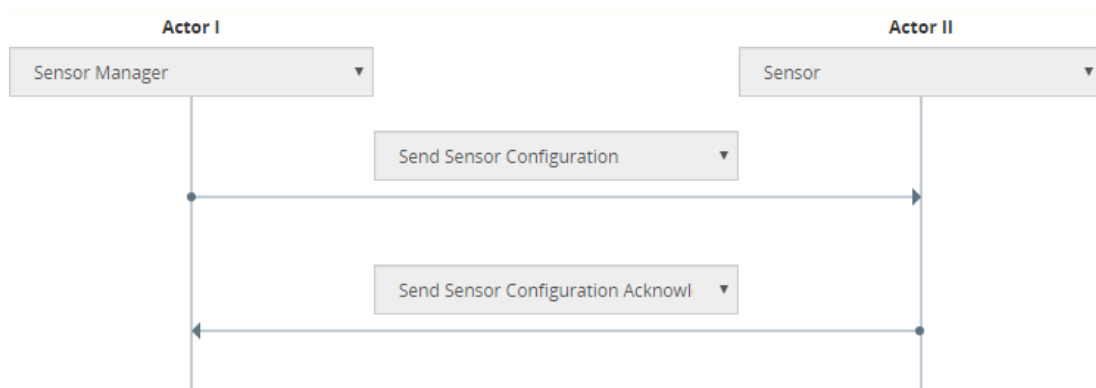 Actor I
Actor II
Sensor Manager
Sensor
Send Sensor Configuration
Send Sensor Configuration Acknowl